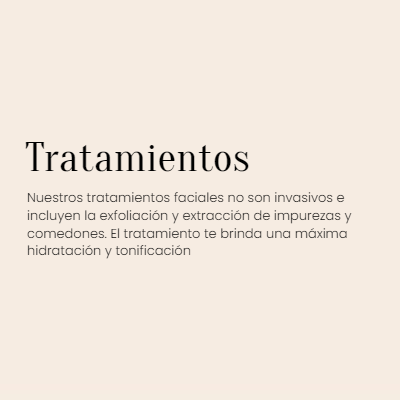 Tratamientos
Nuestros tratamientos faciales no son invasivos e
incluyen la exfoliación y extracción de impurezas y
comedones. El tratamiento te brinda una máxima
hidratación y tonificación